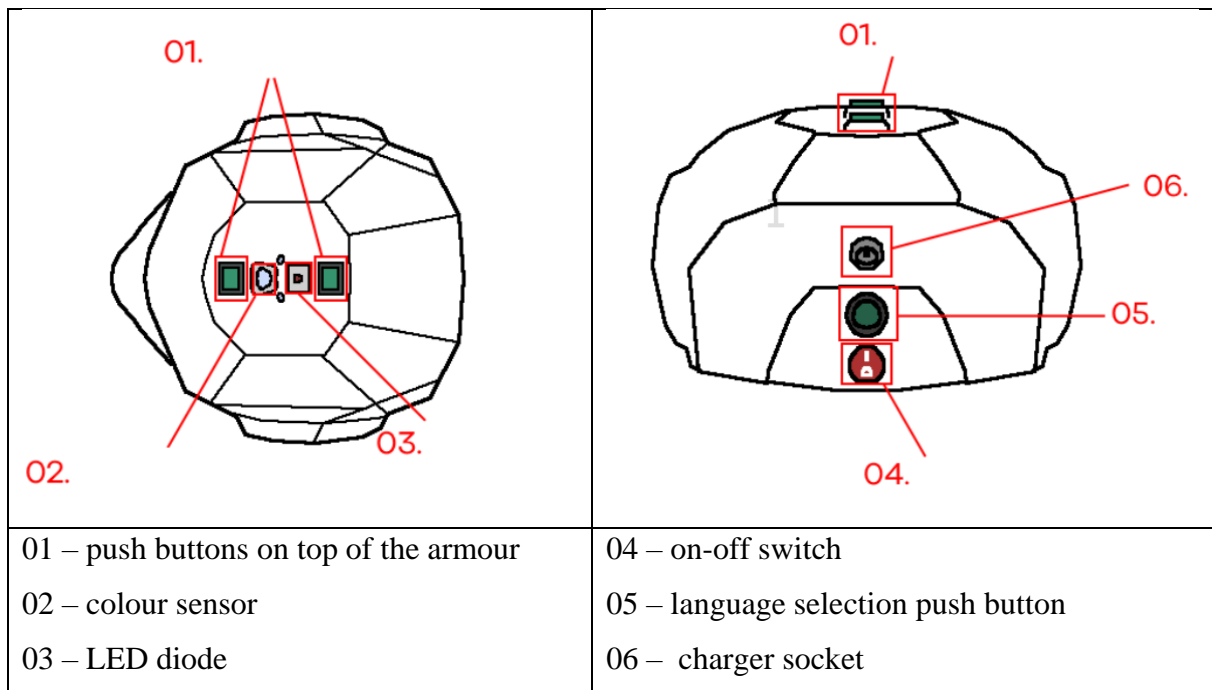 01.
02.
03.
01.
06.
05.
04.
1
01 – push buttons on top of the armour
02 – colour sensor
03 – LED diode
04 – on-off switch
05 – language selection push button
06 – charger socket